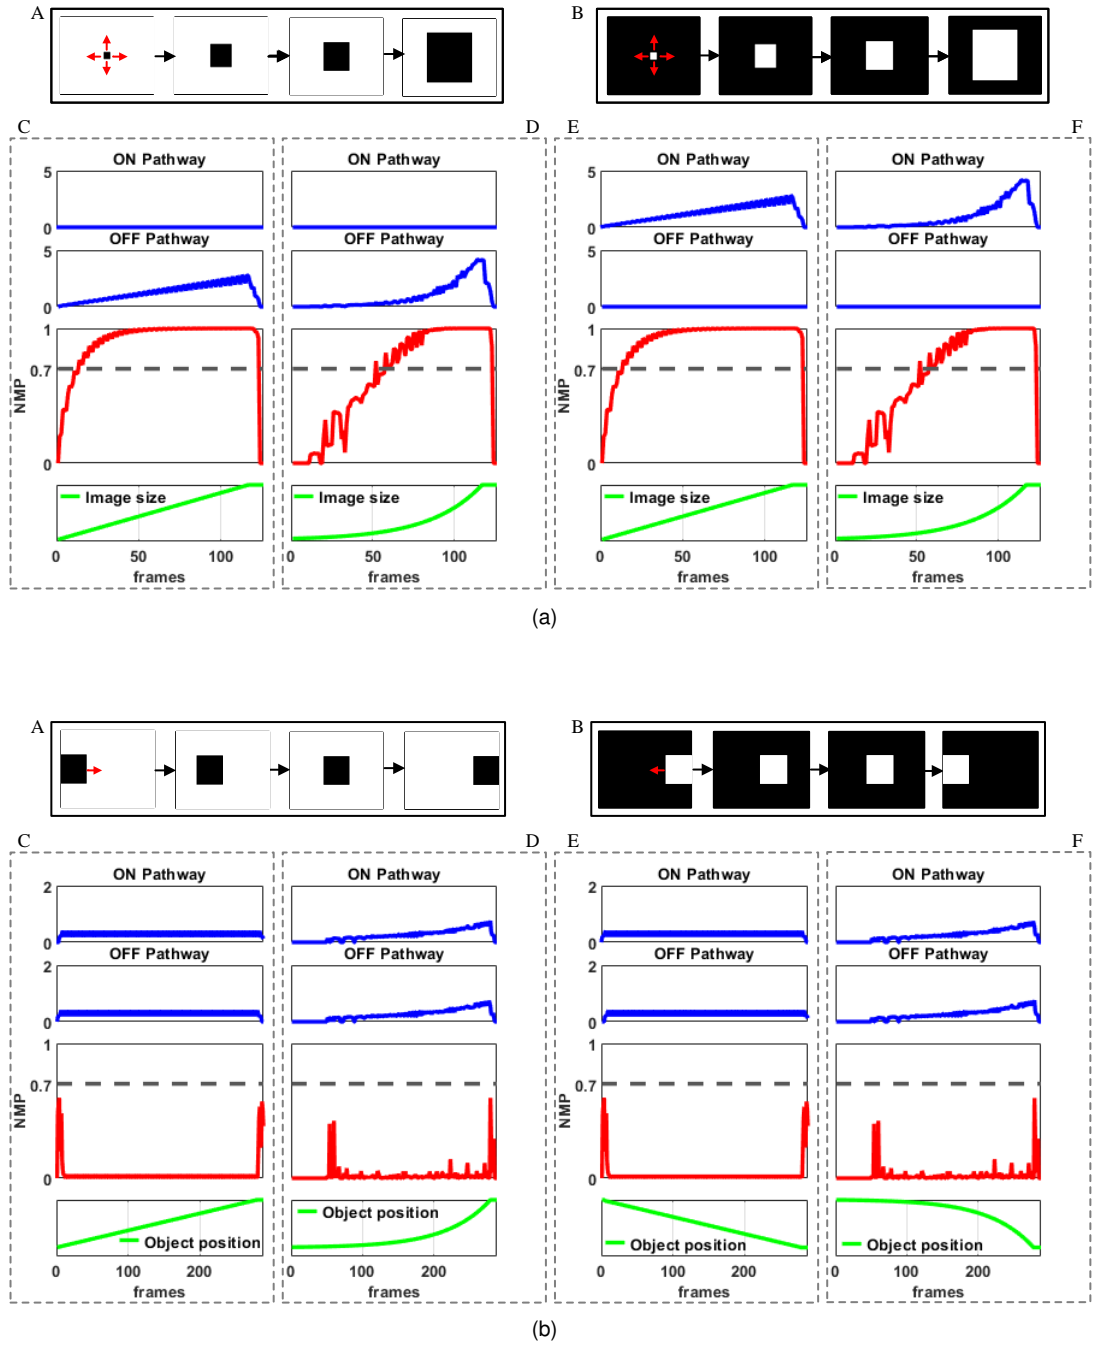 A B
C D E F
ON Pathway ON Pathway ON Pathway ON Pathway
5 5
0 0
OFF Pathway OFF Pathway OFF Pathway OFF Pathway
5 5
0 0
1 1
0.7 0.7
NMP NMP
0 0
Image size Image size Image size Image size
0 50 100 0 50 100 0 50 100 0 50 100
frames frames frames frames
(a)
A B
C D E F
ON Pathway ON Pathway ON Pathway ON Pathway
2 2
0 0
OFF Pathway OFF Pathway OFF Pathway OFF Pathway
2 2
0 0
1 1
0.7 0.7
NMP NMP
0 0
Object position Object position Object position Object position
0 100 200 0 100 200 0 100 200 0 100 200
frames frames frames frames
(b)